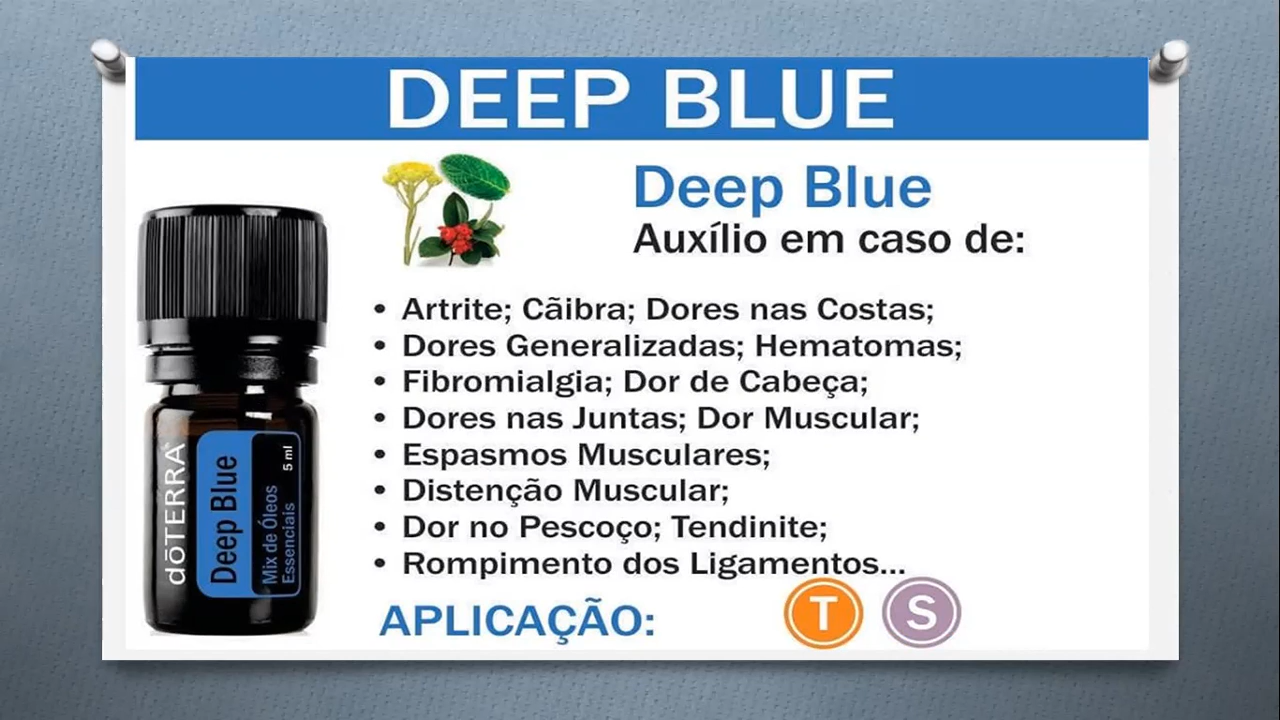 DEEP BLUE
Deep Blue
Auxílio em caso de:
• Artrite; Cãibra; Dores nas Costas;
• Dores Generalizadas; Hematomas;
• Fibromialgia; Dor de Cabeça;
• Dores nas Juntas; Dor Muscular;
• Espasmos Musculares;
• Distenção Muscular;
• Dor no Pescoço; Tendinite;
• Rompimento dos Ligamentos...
APLICAÇÃO: T S
dōTERRA
Deep Blue
Mix de Óleos
Essenciais
5 ml